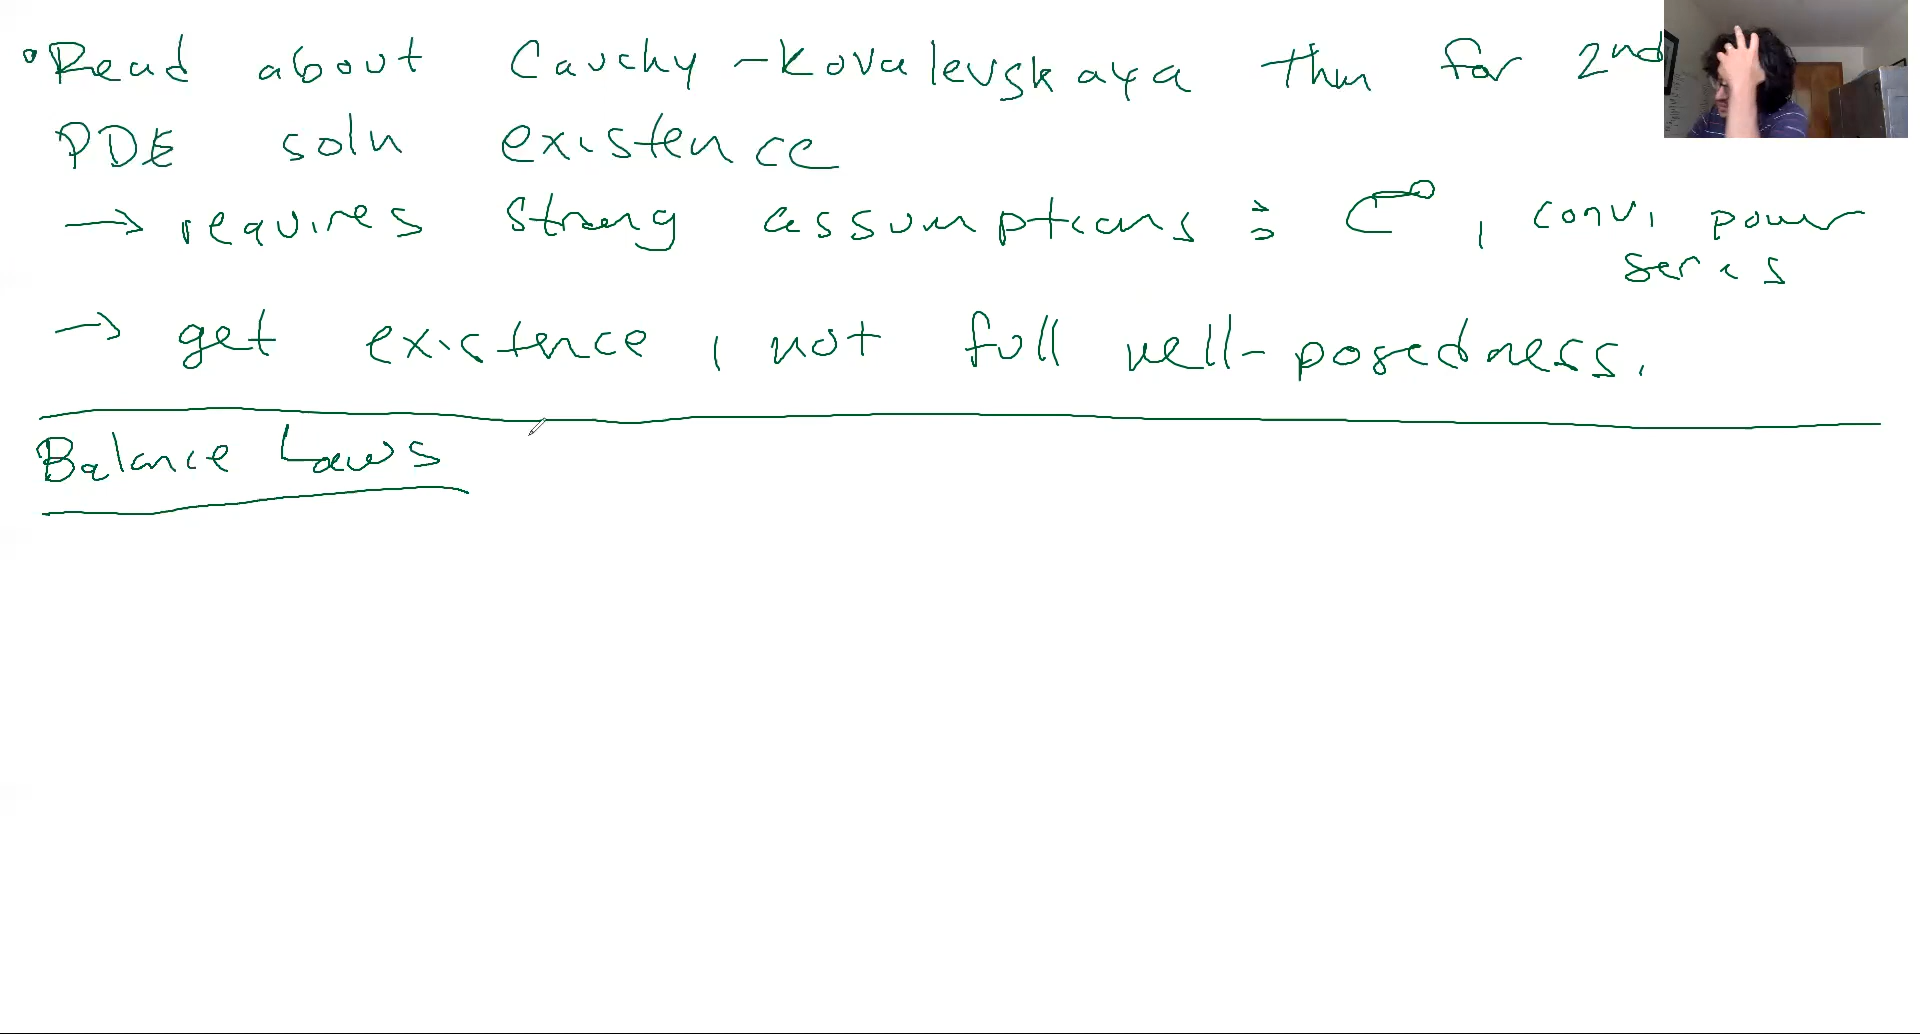 • Read about Cauchy-Kovalevskaya thm for 2nd
PDE soln existence
→ requires strong assumptions: C^∞, conv. power
series
→ get existence, not full well-posedness.
Balance Laws